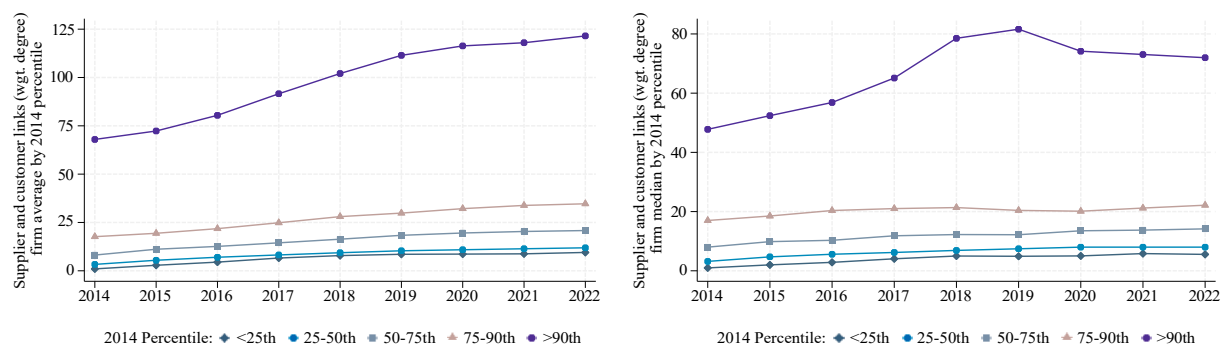 Supplier and customer links (wgt. degree)
firm average by 2014 percentile
125
100
75
50
25
0
2014 2015 2016 2017 2018 2019 2020 2021 2022
2014 Percentile: <25th 25-50th 50-75th 75-90th >90th
Supplier and customer links (wgt. degree)
firm median by 2014 percentile
80
60
40
20
0
2014 2015 2016 2017 2018 2019 2020 2021 2022
2014 Percentile: <25th 25-50th 50-75th 75-90th >90th